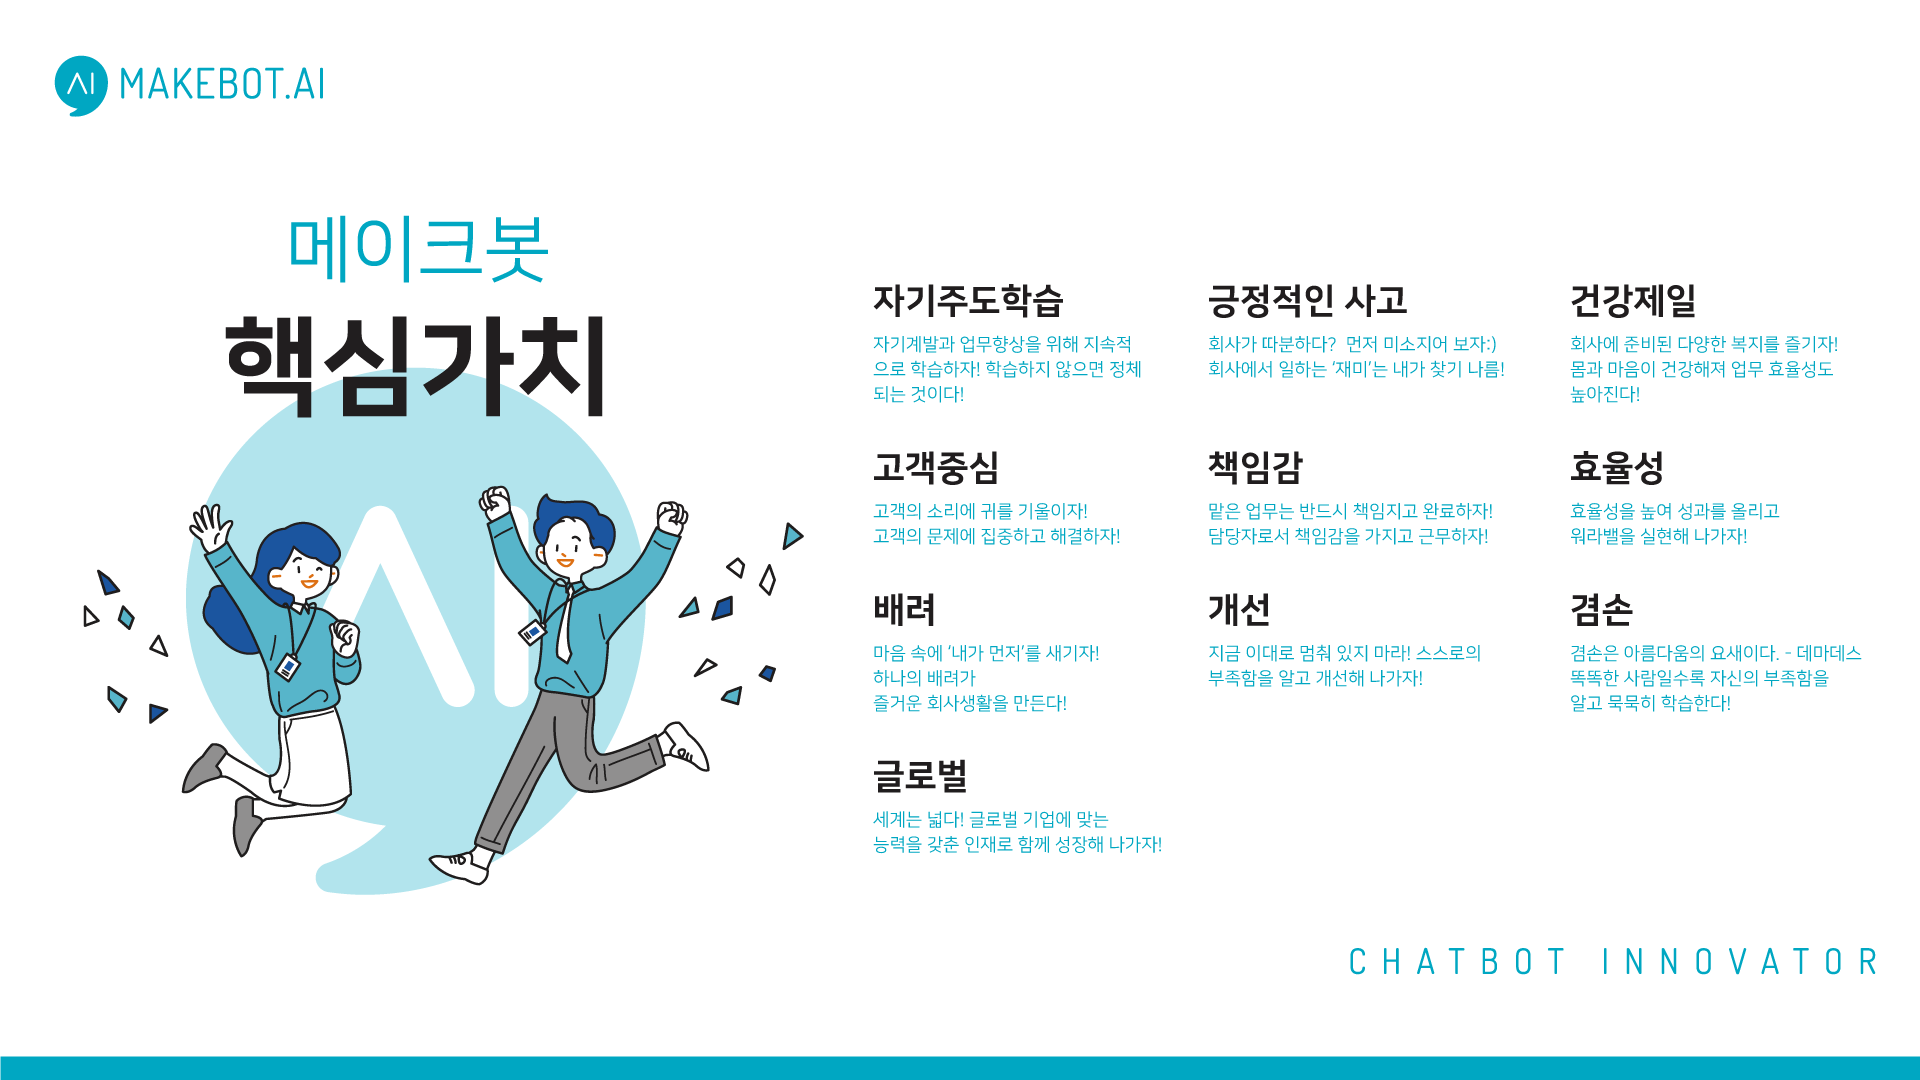 AI MAKEBOT.AI
메이크봇
핵심가치
자기주도학습
자기계발과 업무향상을 위해 지속적
으로 학습하자! 학습하지 않으면 정체
되는 것이다!
긍정적인 사고
회사가 따분하다? 먼저 미소지어 보자:)
회사에서 일하는 '재미'는 내가 찾기 나름!
건강제일
회사에 준비된 다양한 복지를 즐기자!
몸과 마음이 건강해져 업무 효율성도
높아진다!
고객중심
고객의 소리에 귀를 기울이자!
고객의 문제에 집중하고 해결하자!
책임감
맡은 업무는 반드시 책임지고 완료하자!
담당자로서 책임감을 가지고 근무하자!
효율성
효율성을 높여 성과를 올리고
워라밸을 실현해 나가자!
배려
마음 속에 '내가 먼저'를 새기자!
하나의 배려가
즐거운 회사생활을 만든다!
개선
지금 이대로 멈춰 있지 마라! 스스로의
부족함을 알고 개선해 나가자!
겸손
겸손은 아름다움의 요새이다. - 데마데스
똑똑한 사람일수록 자신의 부족함을
알고 묵묵히 학습한다!
글로벌
세계는 넓다! 글로벌 기업에 맞는
능력을 갖춘 인재로 함께 성장해 나가자!
AI
CHATBOT INNOVATOR